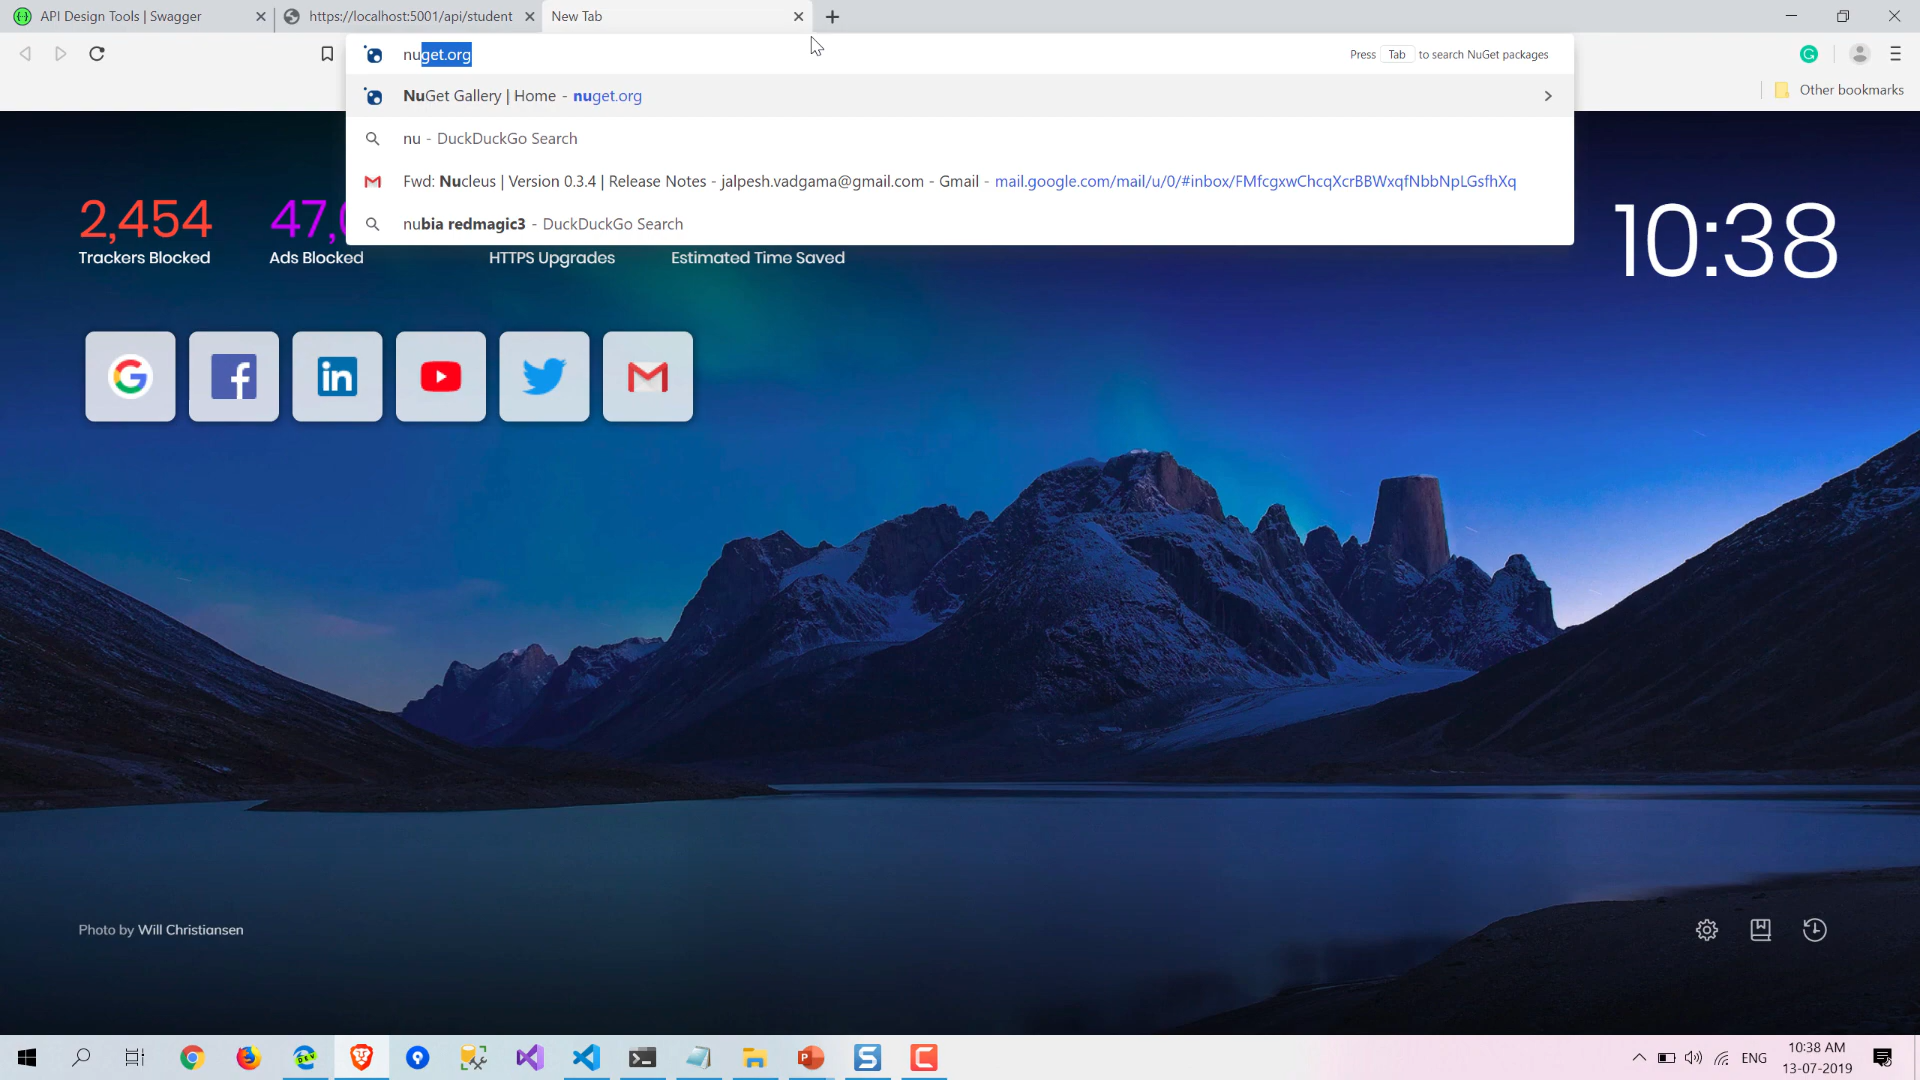 API Design Tools | Swagger
https://localhost:5001/api/student
New Tab
nuget.org
Press Tab to search NuGet packages
NuGet Gallery | Home - nuget.org
nu - DuckDuckGo Search
Fwd: Nucleus | Version 0.3.4 | Release Notes - jalpesh.vadgama@gmail.com - Gmail - mail.google.com/mail/u/0/#inbox/FMfcgxwChcqXcrBBWxqfNbbNpLGsfhXq
nubia redmagic3 - DuckDuckGo Search
Other bookmarks
2,454
47,
Trackers Blocked
Ads Blocked
HTTPS Upgrades
Estimated Time Saved
10:38
Photo by Will Christiansen
ENG
10:38 AM
13-07-2019